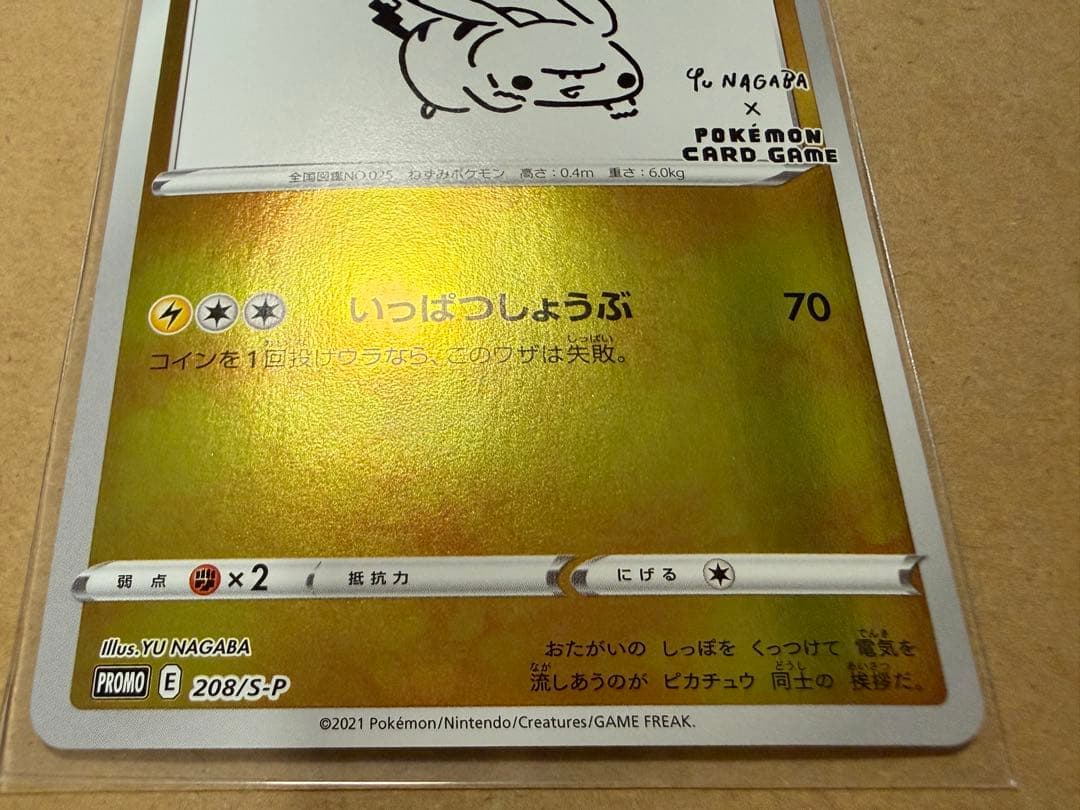 YU NAGABA
×
POKÉMON
CARD GAME
全国図鑑NO.025 ねずみポケモン 高さ:0.4m 重さ:6.0kg
いっぱつしょうぶ 70
コインを1回投げウラなら、このワザは失敗。
弱点 ×2 抵抗力 にげる
Illus. YU NAGABA
おたがいの しっぽを くっつけて 電気を
流しあうのが ピカチュウ 同士の 挨拶だ。
PROMO E 208/S-P
©2021 Pokémon/Nintendo/Creatures/GAME FREAK.